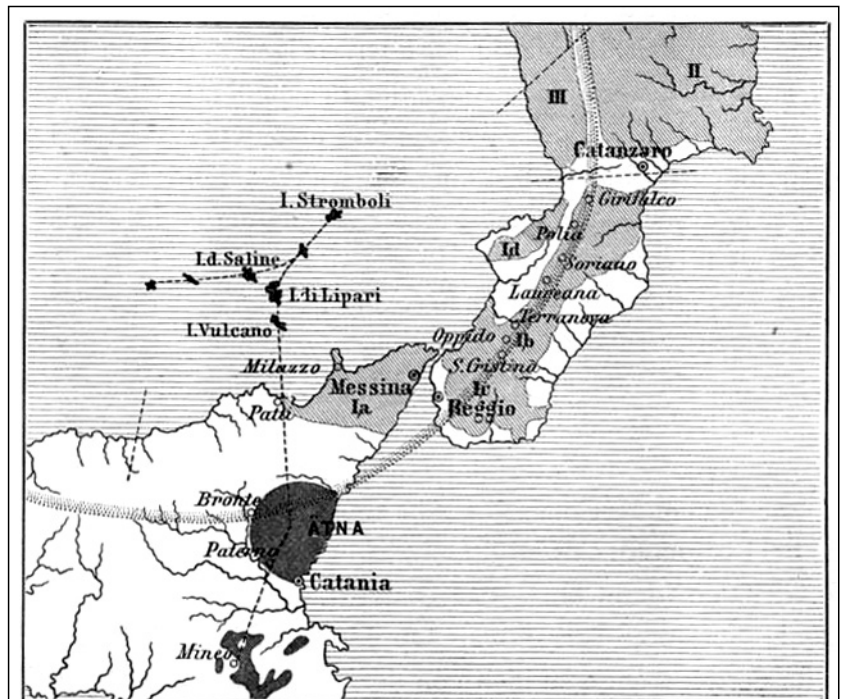 II
III
Catanzaro
I. Stromboli
Girifalco
Polia
Id
I.d. Saline
Soriano
I. di Lipari
Laureana
Terranova
I. Vulcano
Oppido
Ib
Milazzo
S. Cristina
Messina
Ic
Ia
Reggio
Patti
Bronte
ÄTNA
Paterno
Catania
Mineo